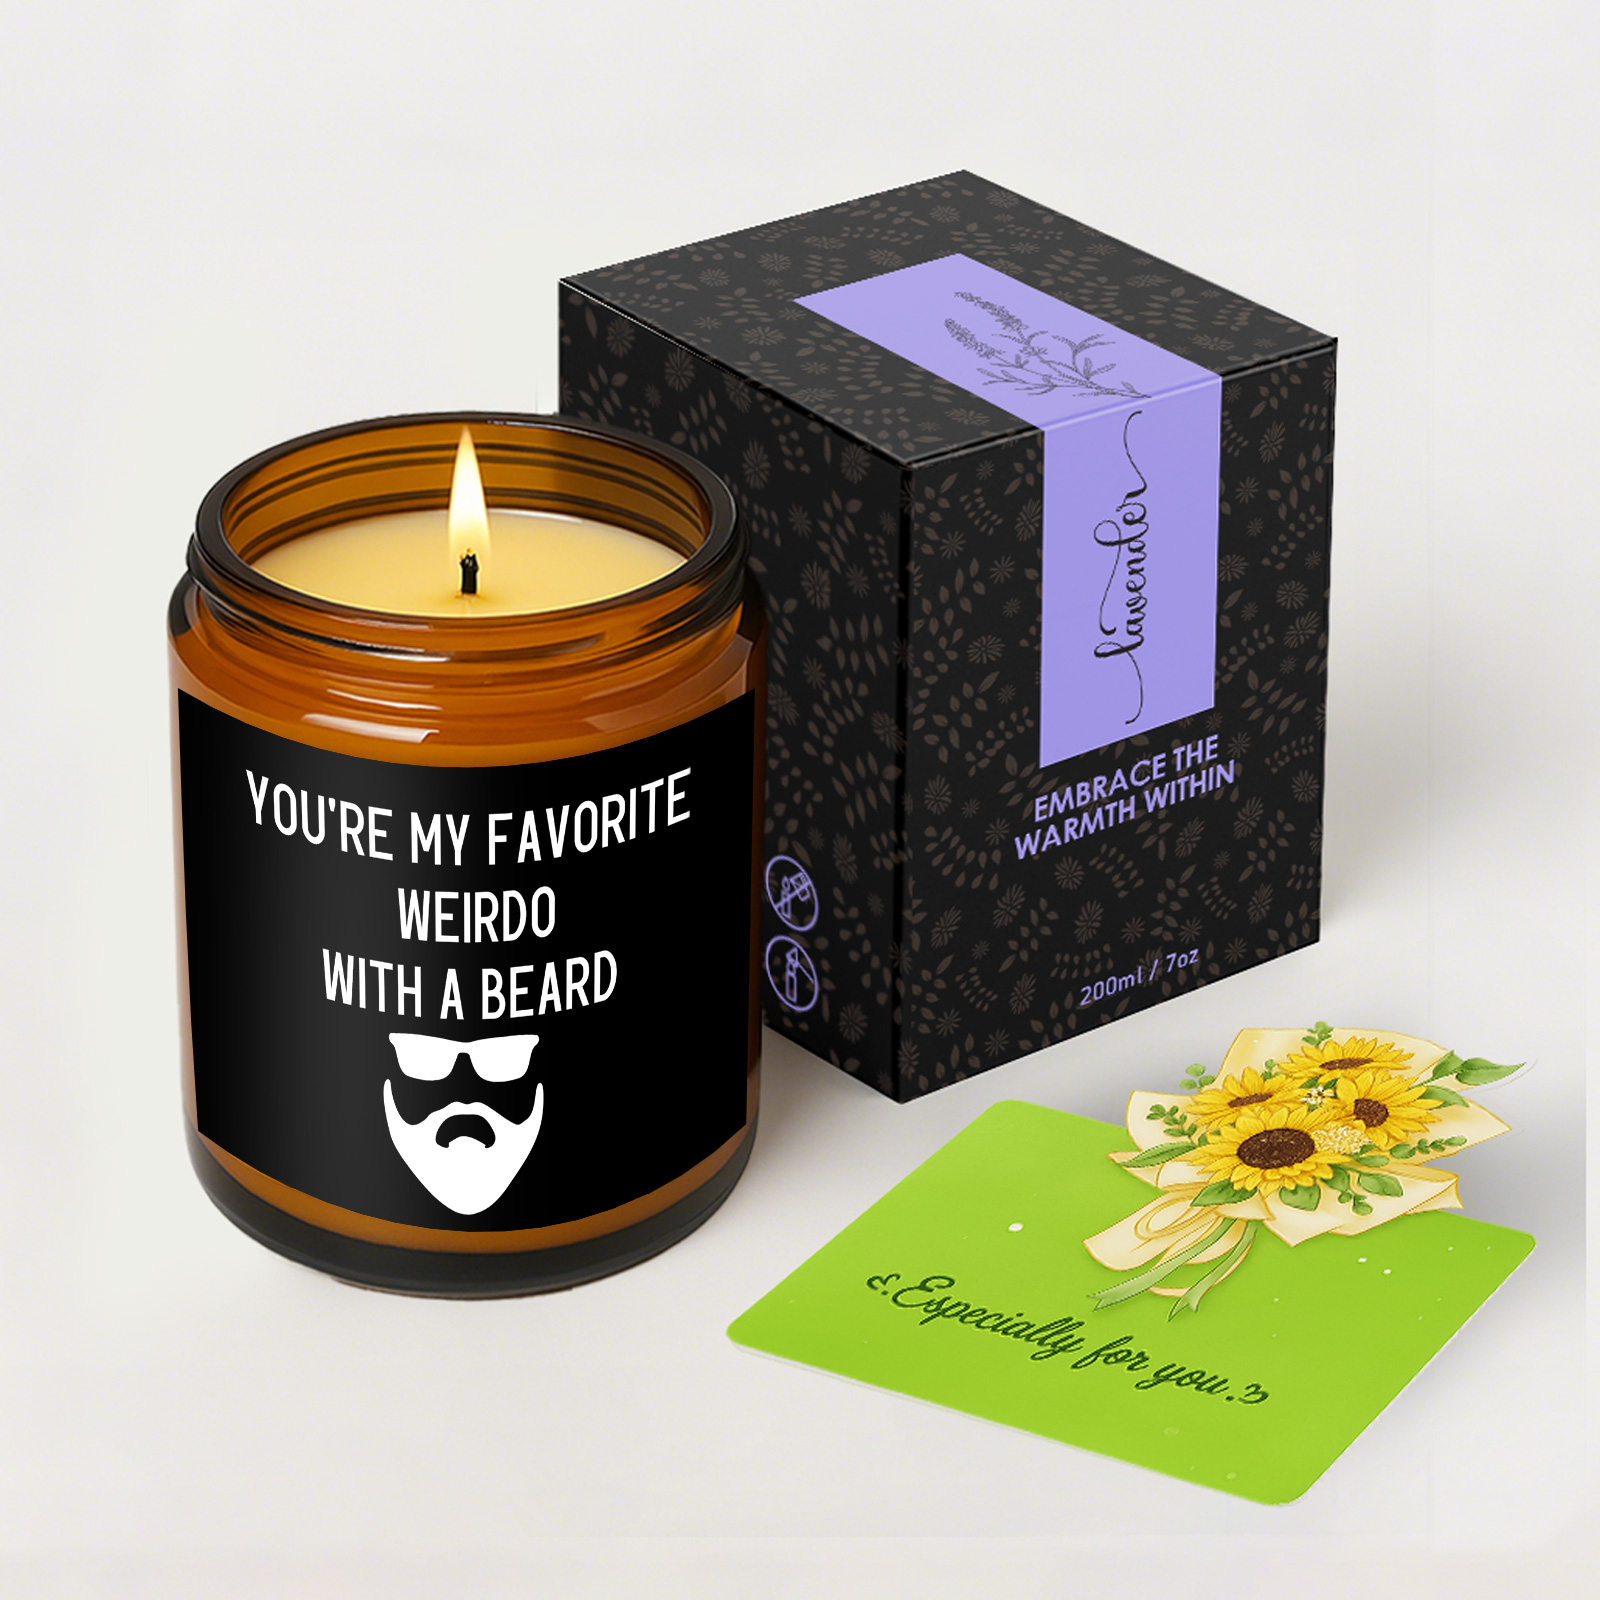 YOU'RE MY FAVORITE
WEIRDO
WITH A BEARD
lavender
EMBRACE THE
WARMTH WITHIN
200ml / 7oz
Especially for you.